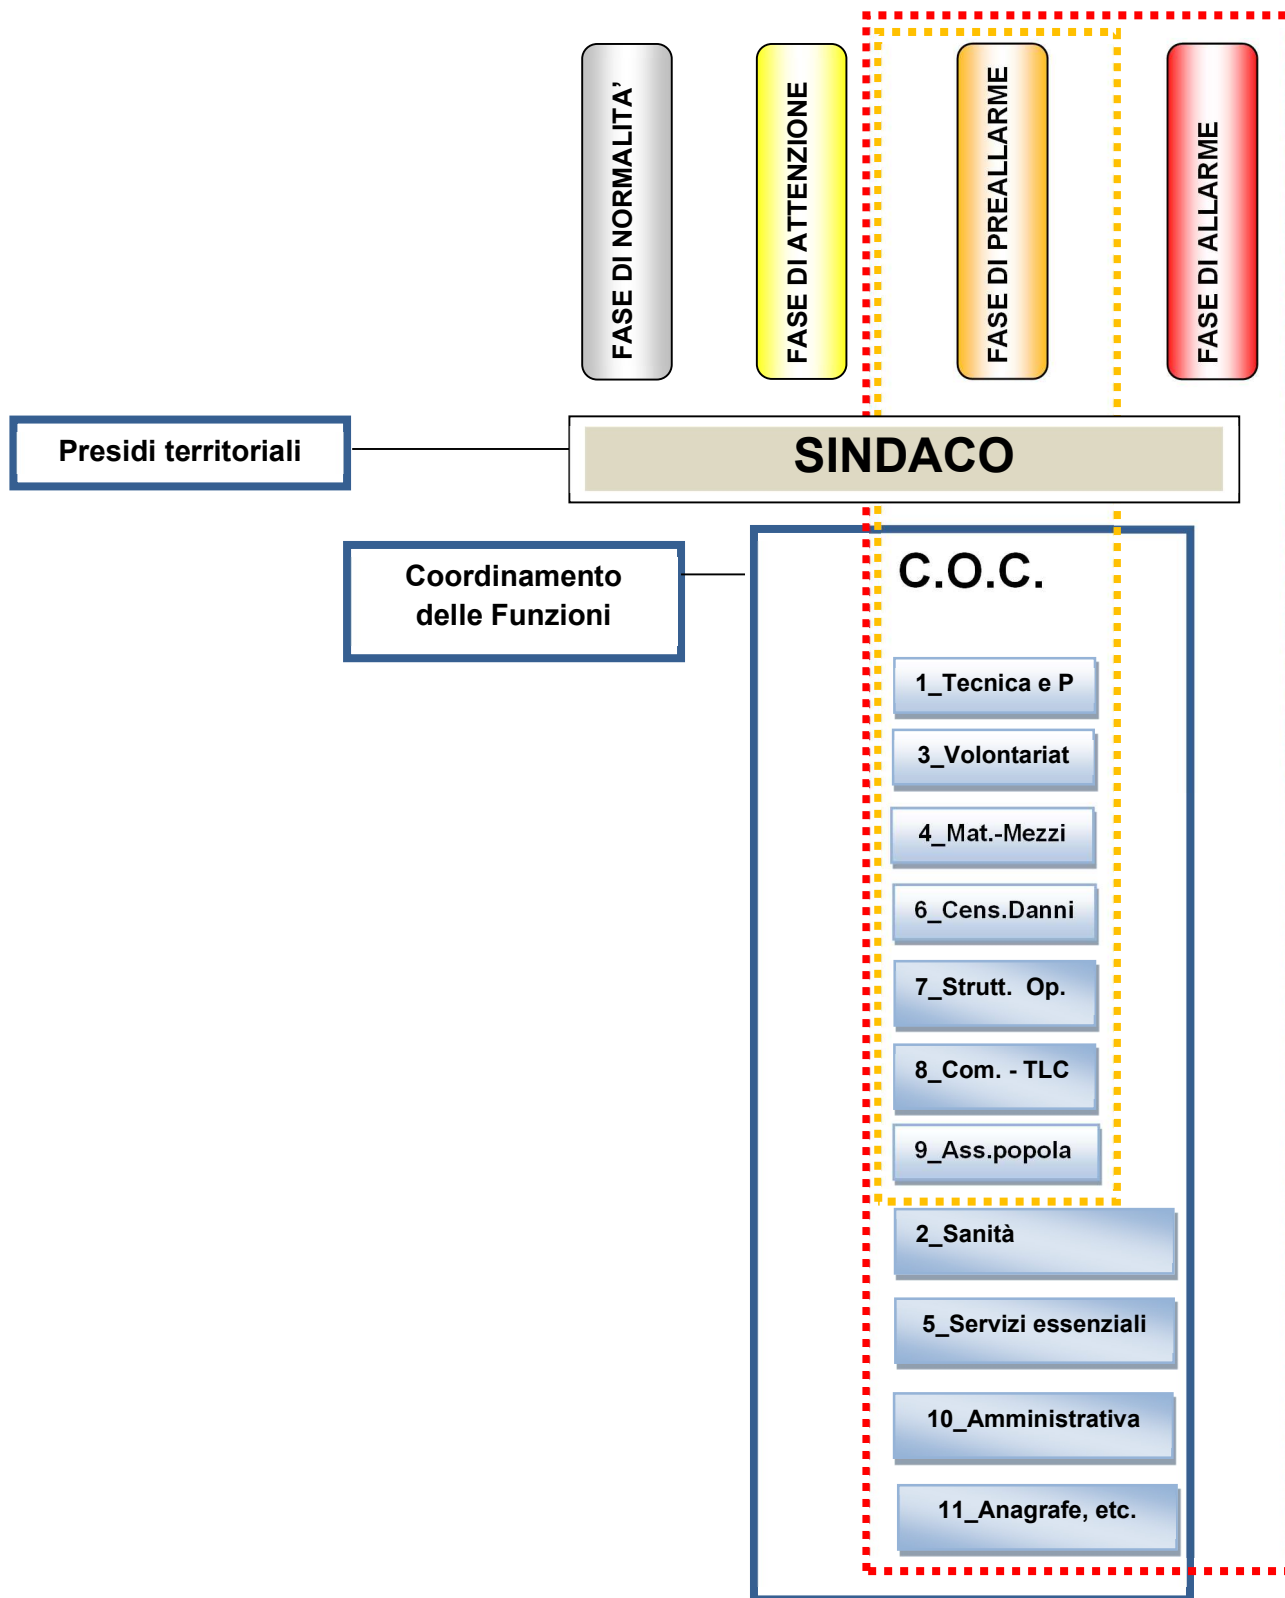 FASE DI NORMALITA'
FASE DI ATTENZIONE
FASE DI PREALLARME
FASE DI ALLARME
Presidi territoriali
SINDACO
Coordinamento
delle Funzioni
C.O.C.
1_Tecnica e P
3_Volontariat
4_Mat.-Mezzi
6_Cens.Danni
7_Strutt. Op.
8_Com. - TLC
9_Ass.popola
2_Sanità
5_Servizi essenziali
10_Amministrativa
11_Anagrafe, etc.